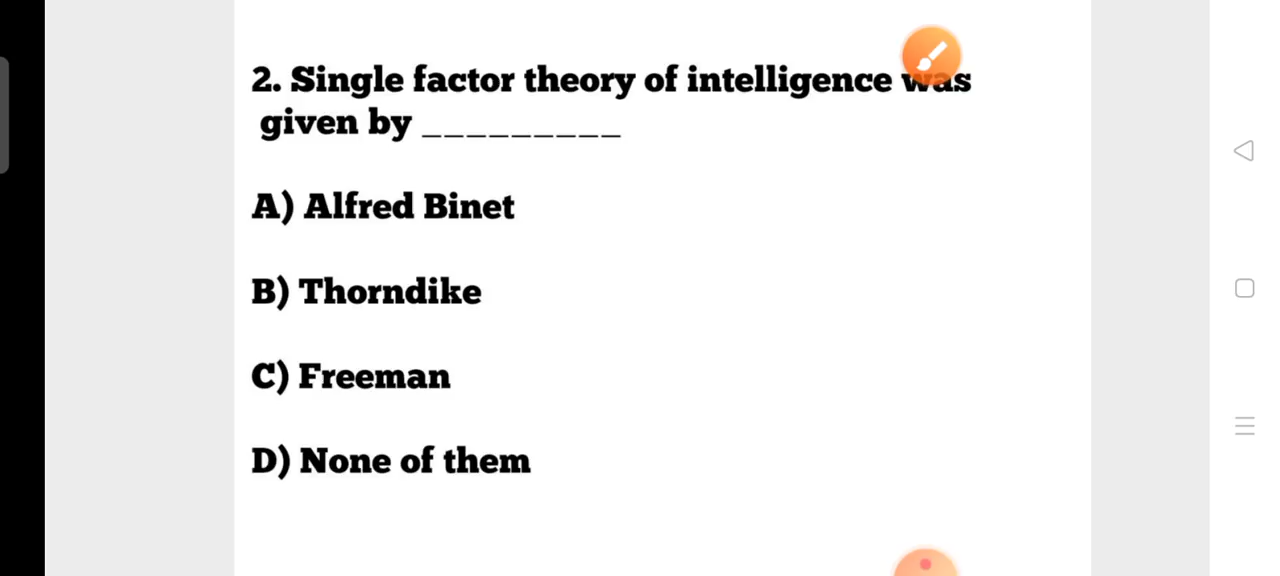 2. Single factor theory of intelligence was
given by _________
A) Alfred Binet
B) Thorndike
C) Freeman
D) None of them